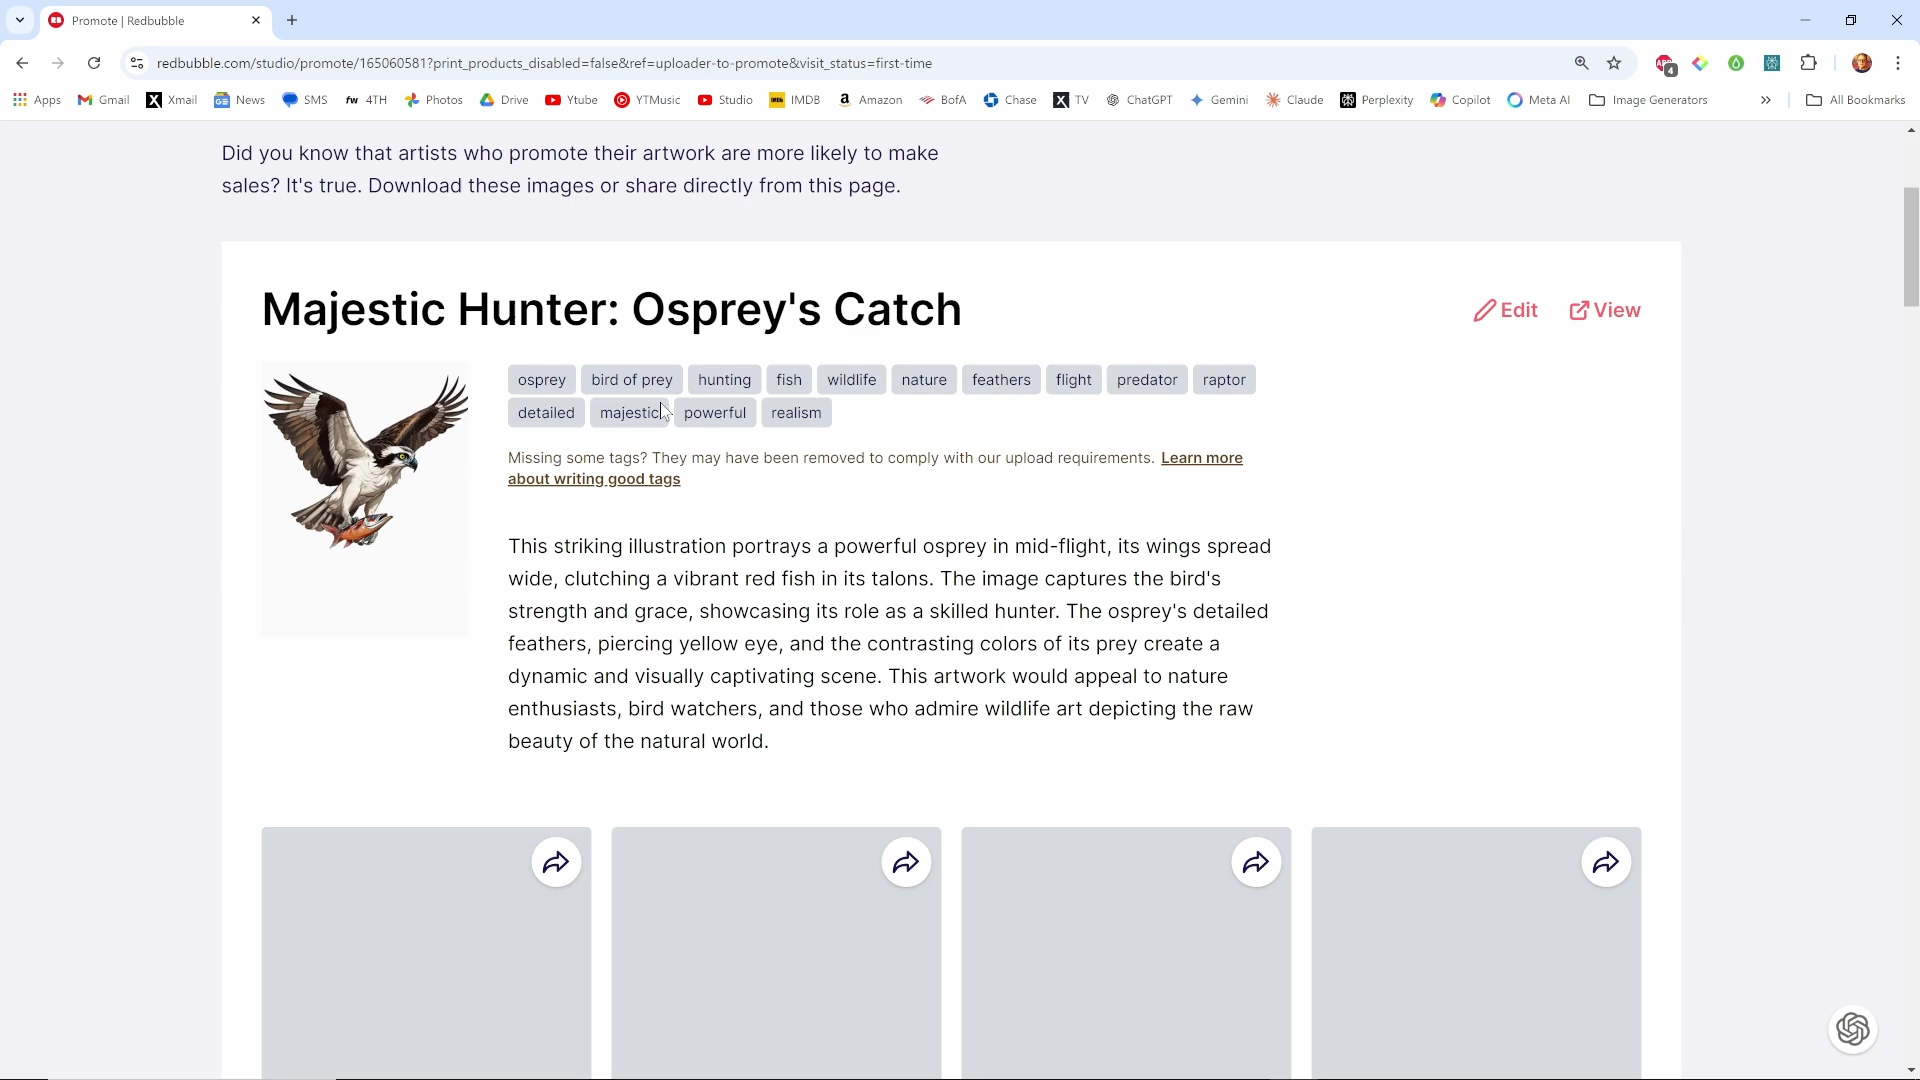 Promote | Redbubble
redbubble.com/studio/promote/165060581?print_products_disabled=false&ref=uploader-to-promote&visit_status=first-time
4
Apps Gmail Xmail News SMS fw 4TH Photos Drive Ytube YTMusic Studio IMDb IMDB Amazon BofA Chase TV ChatGPT Gemini Claude Perplexity Copilot Meta AI Image Generators All Bookmarks
Did you know that artists who promote their artwork are more likely to make
sales? It's true. Download these images or share directly from this page.
Majestic Hunter: Osprey's Catch
Edit View
osprey bird of prey hunting fish wildlife nature feathers flight predator raptor
detailed majestic powerful realism
Missing some tags? They may have been removed to comply with our upload requirements. Learn more
about writing good tags
This striking illustration portrays a powerful osprey in mid-flight, its wings spread
wide, clutching a vibrant red fish in its talons. The image captures the bird's
strength and grace, showcasing its role as a skilled hunter. The osprey's detailed
feathers, piercing yellow eye, and the contrasting colors of its prey create a
dynamic and visually captivating scene. This artwork would appeal to nature
enthusiasts, bird watchers, and those who admire wildlife art depicting the raw
beauty of the natural world.